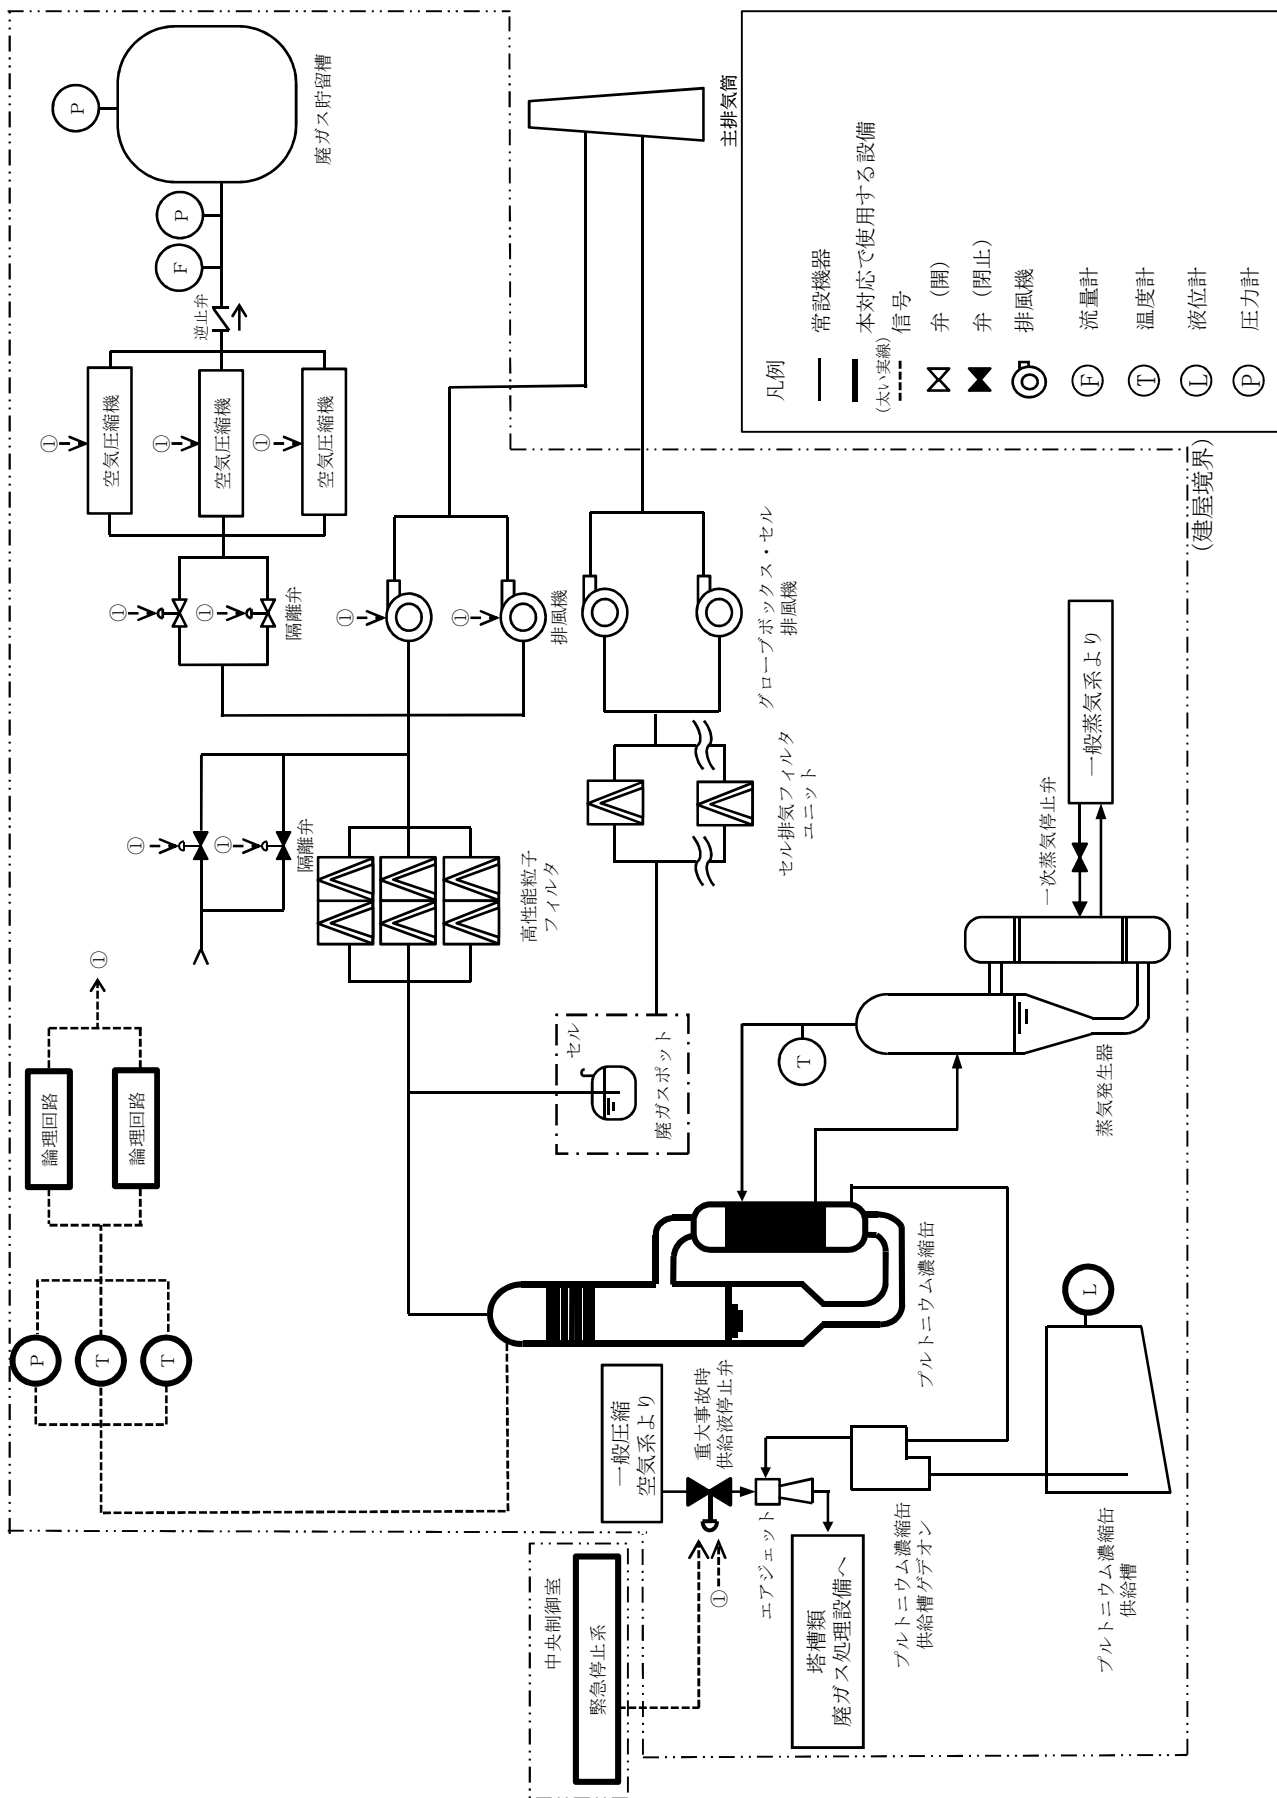 P
T
T
論理回路
論理回路
①
①
①
隔離弁
①
①
隔離弁
①
①
①
空気圧縮機
空気圧縮機
空気圧縮機
逆止弁
F
P
P
廃ガス貯留槽
高性能粒子
フィルタ
①
①
排風機
主排気筒
中央制御室
緊急停止系
一般圧縮
空気系より
重大事故時
供給液停止弁
①
エアジェット
塔槽類
廃ガス処理設備へ
セル
廃ガスポット
セル排気フィルタ
ユニット
グローブボックス・セル
排風機
T
プルトニウム濃縮缶
プルトニウム濃縮缶
供給槽ゲデオン
L
プルトニウム濃縮缶
供給槽
蒸気発生器
一次蒸気停止弁
一般蒸気系より
(建屋境界)
凡例
常設機器
本対応で使用する設備
(太い実線)
信号
弁（開）
弁（閉止）
排風機
F 流量計
T 温度計
L 液位計
P 圧力計